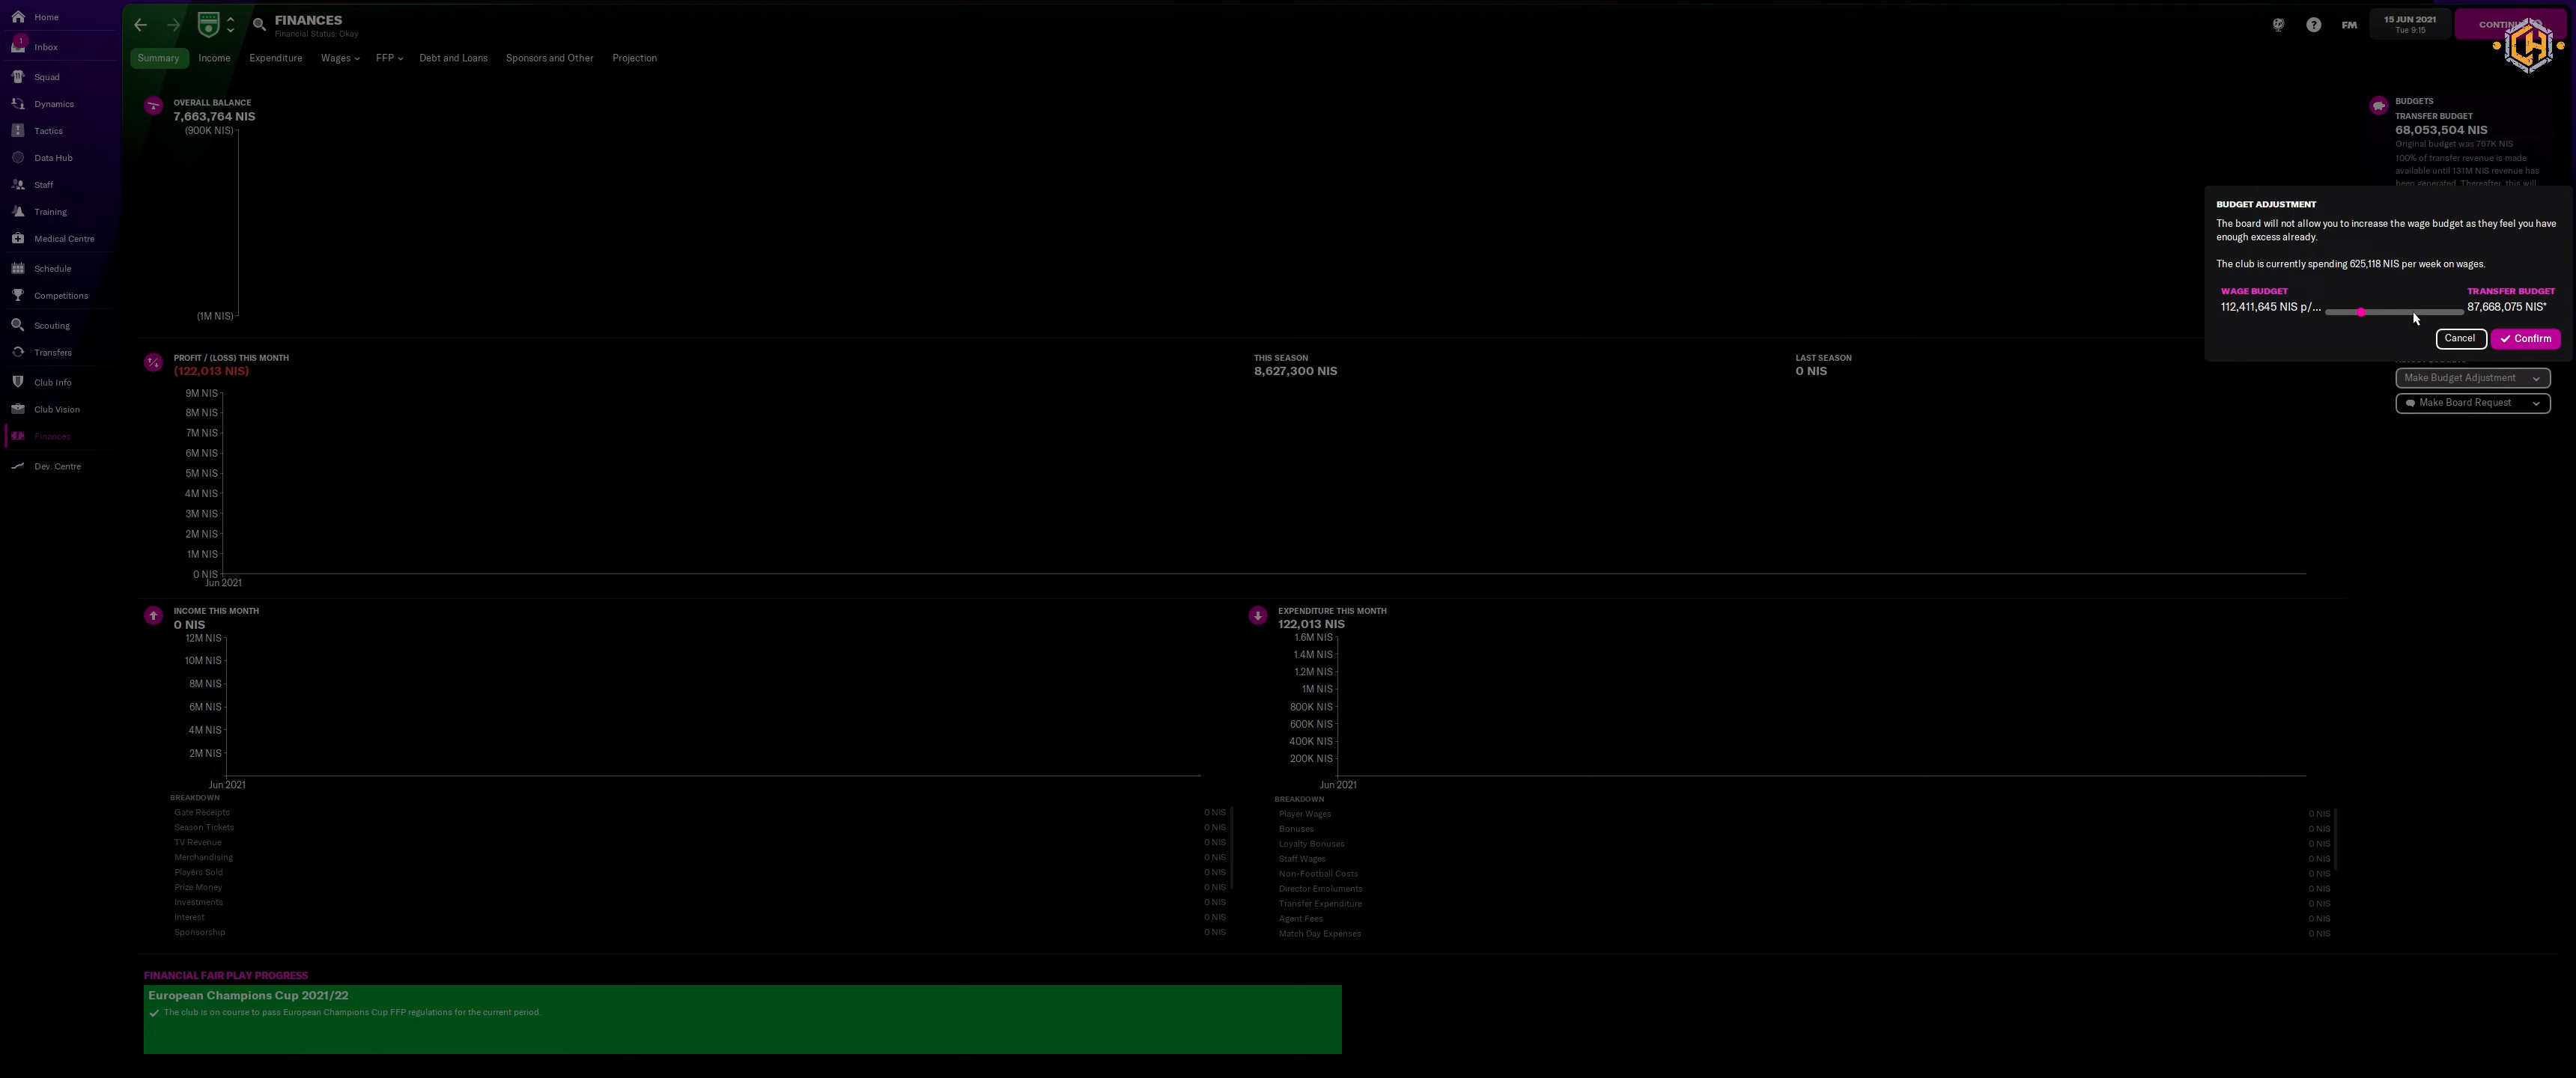 Home
1
Inbox
Squad
Dynamics
Tactics
Data Hub
Staff
Training
Medical Centre
Schedule
Competitions
Scouting
Transfers
Club Info
Club Vision
Finances
Dev. Centre
FINANCES
Financial Status: Okay
FM
15 JUN 2021
Tue 9:15
Summary
Income
Expenditure
Wages
FFP
Debt and Loans
Sponsors and Other
Projection
OVERALL BALANCE
7,663,764 NIS
(900K NIS)
(1M NIS)
BUDGETS
TRANSFER BUDGET
68,053,504 NIS
Original budget was 767K NIS
100% of transfer revenue is made
available until 131M NIS revenue has
been generated. Thereafter, this will
BUDGET ADJUSTMENT
The board will not allow you to increase the wage budget as they feel you have
enough excess already.
The club is currently spending 625,118 NIS per week on wages.
WAGE BUDGET
112,411,645 NIS p/...
TRANSFER BUDGET
87,668,075 NIS*
Cancel
Confirm
Make Budget Adjustment
Make Board Request
PROFIT / (LOSS) THIS MONTH
(122,013 NIS)
THIS SEASON
8,627,300 NIS
LAST SEASON
0 NIS
9M NIS
8M NIS
7M NIS
6M NIS
5M NIS
4M NIS
3M NIS
2M NIS
1M NIS
0 NIS
Jun 2021
INCOME THIS MONTH
0 NIS
12M NIS
10M NIS
8M NIS
6M NIS
4M NIS
2M NIS
Jun 2021
BREAKDOWN
Gate Receipts 0 NIS
Season Tickets 0 NIS
TV Revenue 0 NIS
Merchandising 0 NIS
Players Sold 0 NIS
Prize Money 0 NIS
Investments 0 NIS
Interest 0 NIS
Sponsorship 0 NIS
EXPENDITURE THIS MONTH
122,013 NIS
1.6M NIS
1.4M NIS
1.2M NIS
1M NIS
800K NIS
600K NIS
400K NIS
200K NIS
Jun 2021
BREAKDOWN
Player Wages 0 NIS
Bonuses 0 NIS
Loyalty Bonuses 0 NIS
Staff Wages 0 NIS
Non-Football Costs 0 NIS
Director Emoluments 0 NIS
Transfer Expenditure 0 NIS
Agent Fees 0 NIS
Match Day Expenses 0 NIS
FINANCIAL FAIR PLAY PROGRESS
European Champions Cup 2021/22
The club is on course to pass European Champions Cup FFP regulations for the current period.